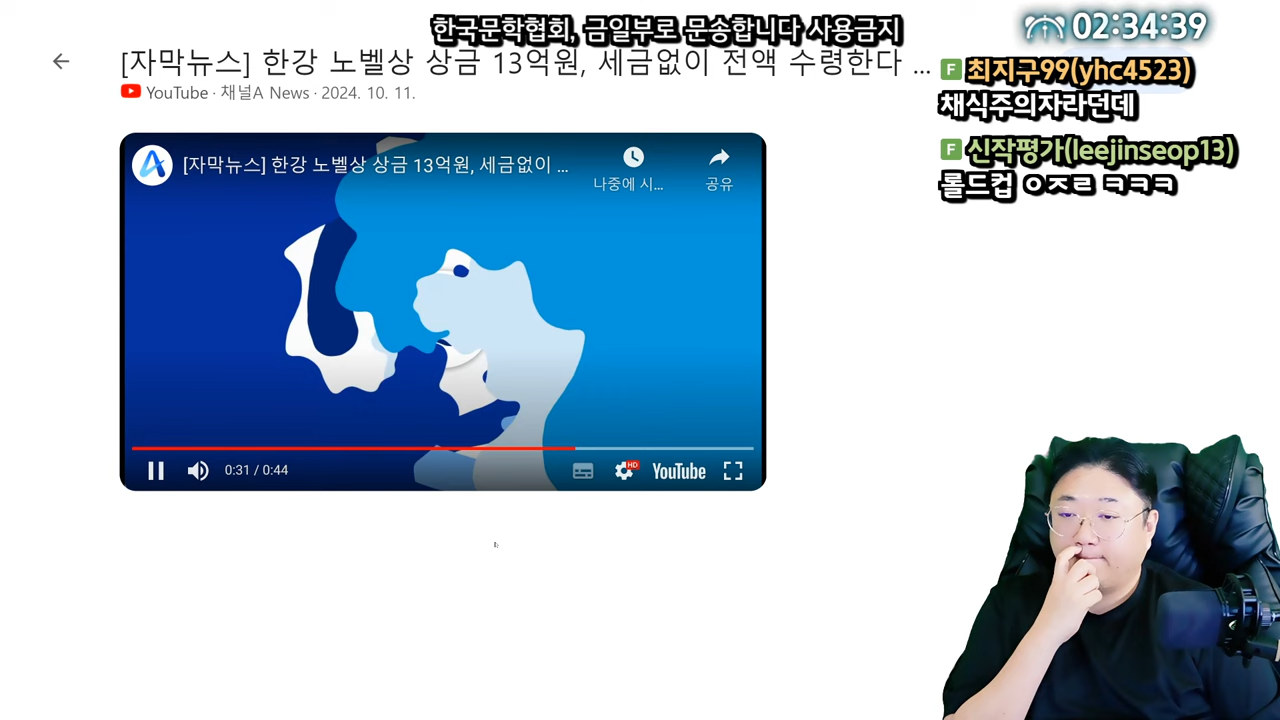 한국문학협회, 금일부로 문송합니다 사용금지
02:34:39
[자막뉴스] 한강 노벨상 상금 13억원, 세금없이 전액 수령한다 ...
YouTube · 채널A News · 2024. 10. 11.
F 최지구99(yhc4523)
채식주의자라던데
F 신작평가(leejinseop13)
롤드컵 ㅇㅈㄹ ㅋㅋㅋ
[자막뉴스] 한강 노벨상 상금 13억원, 세금없이 ...
나중에 시...
공유
0:31 / 0:44
HD
YouTube